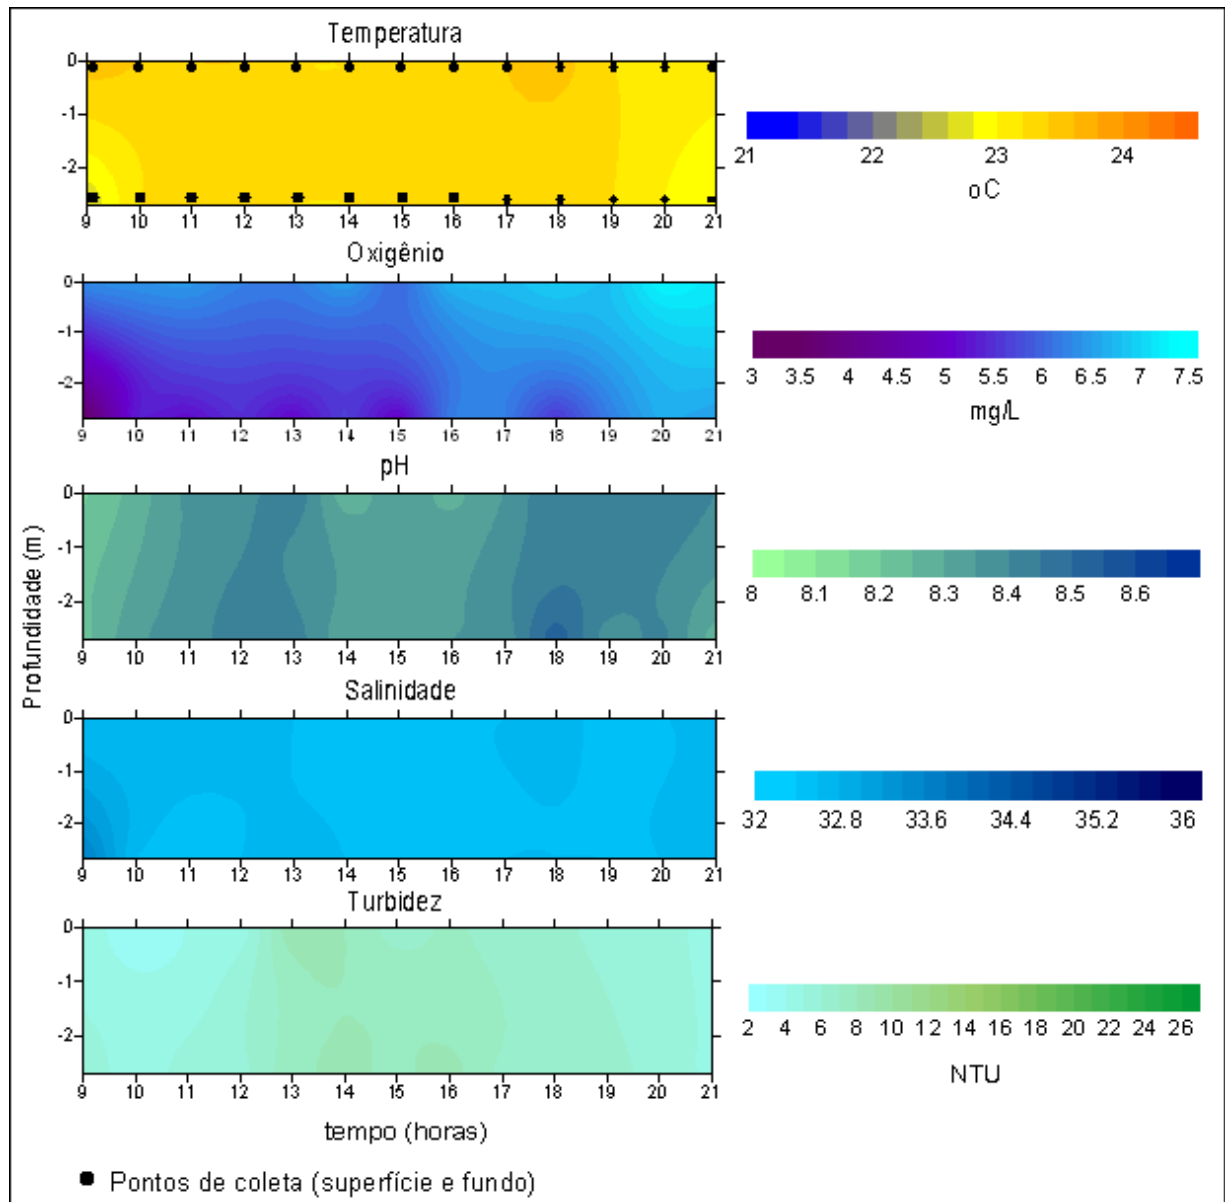 Temperatura
0
-1
-2
9 10 11 12 13 14 15 16 17 18 19 20 21
21 22 23 24
oC
Oxigênio
0
-1
-2
9 10 11 12 13 14 15 16 17 18 19 20 21
3 3.5 4 4.5 5 5.5 6 6.5 7 7.5
mg/L
pH
0
-1
-2
9 10 11 12 13 14 15 16 17 18 19 20 21
8 8.1 8.2 8.3 8.4 8.5 8.6
Profundidade (m)
Salinidade
0
-1
-2
9 10 11 12 13 14 15 16 17 18 19 20 21
32 32.8 33.6 34.4 35.2 36
Turbidez
0
-1
-2
9 10 11 12 13 14 15 16 17 18 19 20 21
2 4 6 8 10 12 14 16 18 20 22 24 26
NTU
tempo (horas)
Pontos de coleta (superfície e fundo)